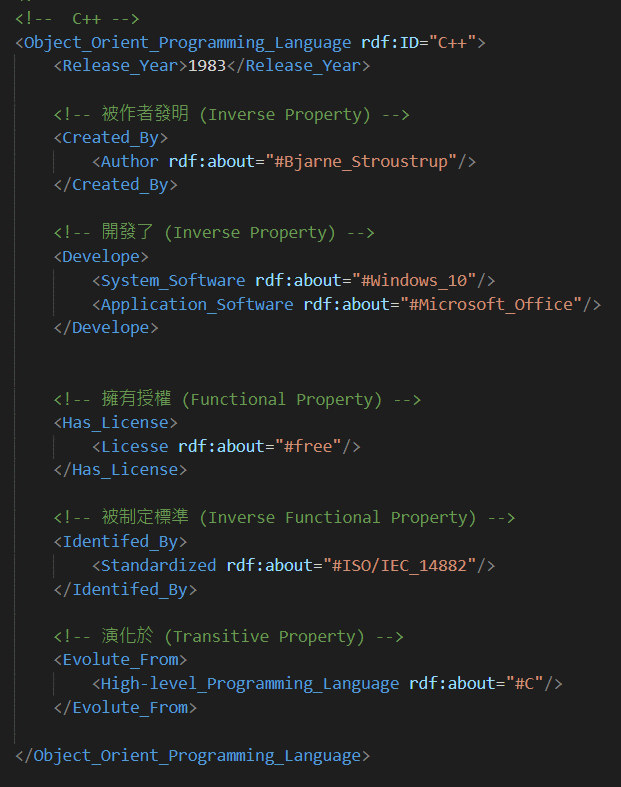 <!--  C++ -->
<Object_Orient_Programming_Language rdf:ID="C++">
    <Release_Year>1983</Release_Year>
    <!-- 被作者發明 (Inverse Property) -->
    <Created_By>
        <Author rdf:about="#Bjarne_Stroustrup"/>
    </Created_By>
    <!-- 開發了 (Inverse Property) -->
    <Develope>
        <System_Software rdf:about="#Windows_10"/>
        <Application_Software rdf:about="#Microsoft_Office"/>
    </Develope>
    <!-- 擁有授權 (Functional Property) -->
    <Has_License>
        <Licesse rdf:about="#free"/>
    </Has_License>
    <!-- 被制定標準 (Inverse Functional Property) -->
    <Identifed_By>
        <Standardized rdf:about="#ISO/IEC_14882"/>
    </Identifed_By>
    <!-- 演化於 (Transitive Property) -->
    <Evolute_From>
        <High-level_Programming_Language rdf:about="#C"/>
    </Evolute_From>
</Object_Orient_Programming_Language>